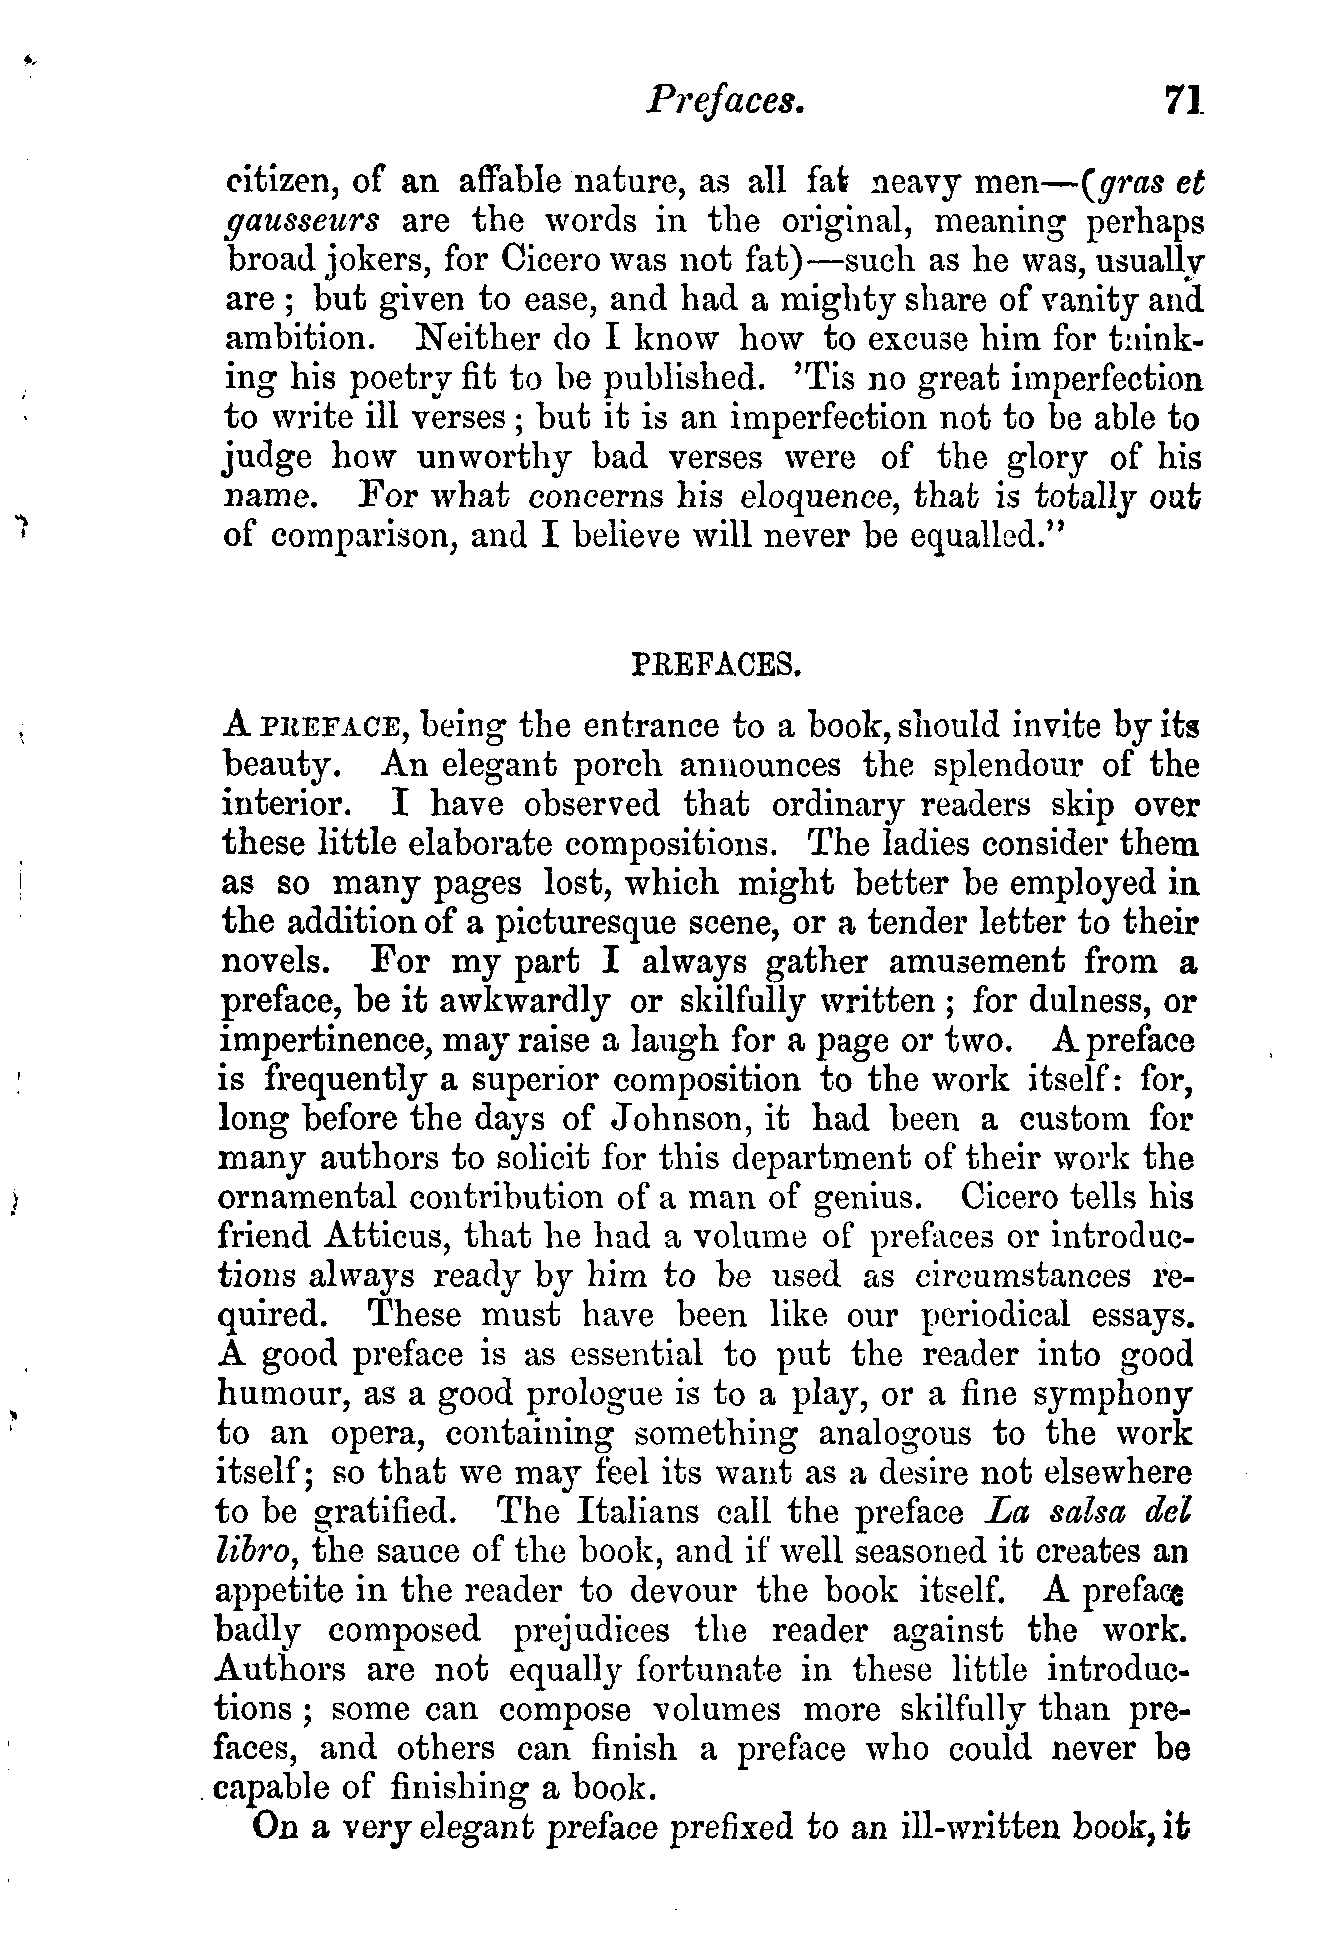 Prefaces. 71
citizen, of an affable nature, as all fat heavy men—(gras et
gausseurs are the words in the original, meaning perhaps
broad jokers, for Cicero was not fat)—such as he was, usually
are ; but given to ease, and had a mighty share of vanity and
ambition. Neither do I know how to excuse him for think-
ing his poetry fit to be published. 'Tis no great imperfection
to write ill verses ; but it is an imperfection not to be able to
judge how unworthy bad verses were of the glory of his
name. For what concerns his eloquence, that is totally out
of comparison, and I believe will never be equalled."
PREFACES.
A PREFACE, being the entrance to a book, should invite by its
beauty. An elegant porch announces the splendour of the
interior. I have observed that ordinary readers skip over
these little elaborate compositions. The ladies consider them
as so many pages lost, which might better be employed in
the addition of a picturesque scene, or a tender letter to their
novels. For my part I always gather amusement from a
preface, be it awkwardly or skilfully written ; for dulness, or
impertinence, may raise a laugh for a page or two. A preface
is frequently a superior composition to the work itself: for,
long before the days of Johnson, it had been a custom for
many authors to solicit for this department of their work the
ornamental contribution of a man of genius. Cicero tells his
friend Atticus, that he had a volume of prefaces or introduc-
tions always ready by him to be used as circumstances re-
quired. These must have been like our periodical essays.
A good preface is as essential to put the reader into good
humour, as a good prologue is to a play, or a fine symphony
to an opera, containing something analogous to the work
itself; so that we may feel its want as a desire not elsewhere
to be gratified. The Italians call the preface La salsa del
libro, the sauce of the book, and if well seasoned it creates an
appetite in the reader to devour the book itself. A preface
badly composed prejudices the reader against the work.
Authors are not equally fortunate in these little introduc-
tions ; some can compose volumes more skilfully than pre-
faces, and others can finish a preface who could never be
capable of finishing a book.
On a very elegant preface prefixed to an ill-written book, it